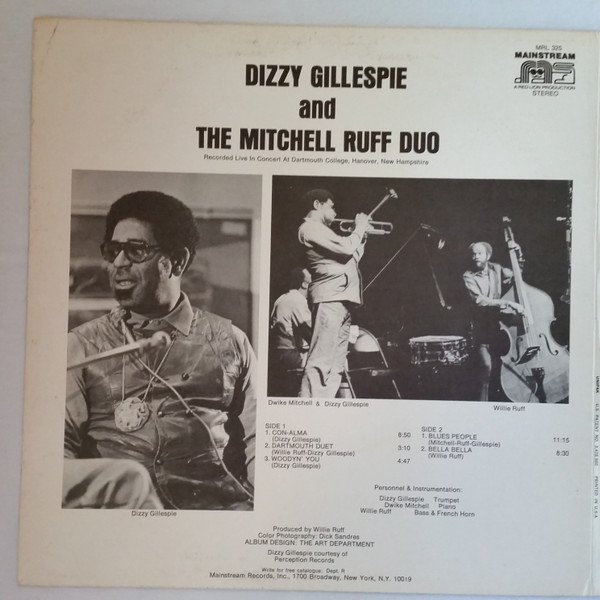 MRL 325
MAINSTREAM
A RED LION PRODUCTION
STEREO
DIZZY GILLESPIE
and
THE MITCHELL RUFF DUO
Recorded Live In Concert At Dartmouth College, Hanover, New Hampshire
Dwike Mitchell & Dizzy Gillespie
Willie Ruff
Dizzy Gillespie
SIDE 1
1. CON-ALMA 8:50
(Dizzy Gillespie)
2. DARTMOUTH DUET 3:10
(Willie Ruff-Dizzy Gillespie)
3. WOODYN' YOU 4:47
(Dizzy Gillespie)
SIDE 2
1. BLUES PEOPLE 11:15
(Mitchell-Ruff-Gillespie)
2. BELLA BELLA 8:30
(Willie Ruff)
Personnel & Instrumentation:
Dizzy Gillespie Trumpet
Dwike Mitchell Piano
Willie Ruff Bass & French Horn
Produced by Willie Ruff
Color Photography: Dick Sandres
ALBUM DESIGN: THE ART DEPARTMENT
Dizzy Gillespie courtesy of
Perception Records
Write for free catalogue: Dept. R
Mainstream Records, Inc., 1700 Broadway, New York, N.Y. 10019
PRINTED IN U.S.A.